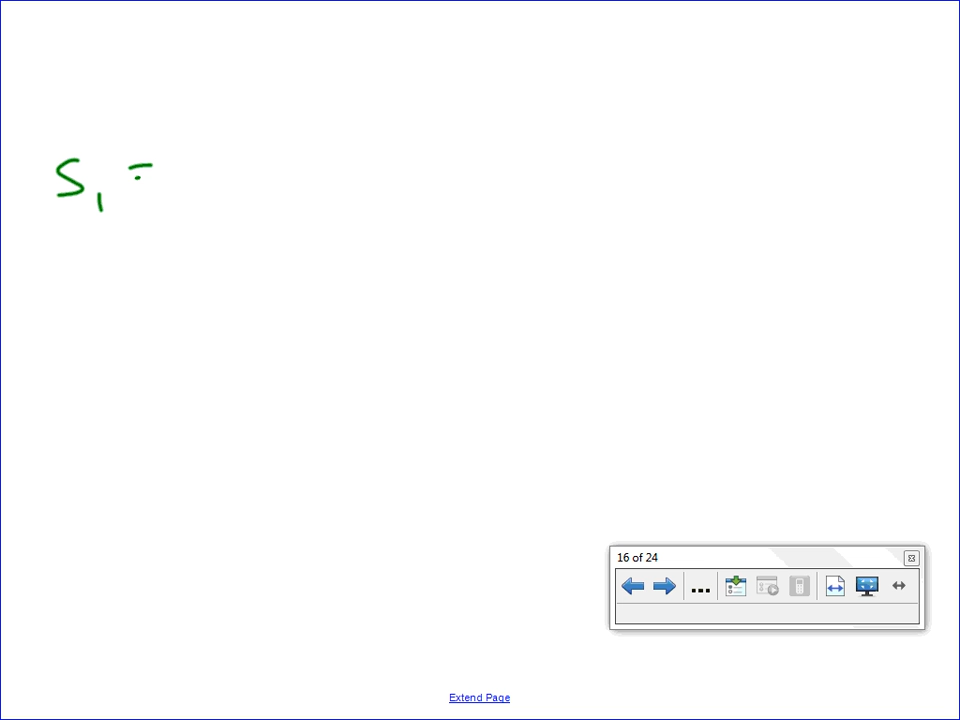 S₁ =
16 of 24
...
Extend Page